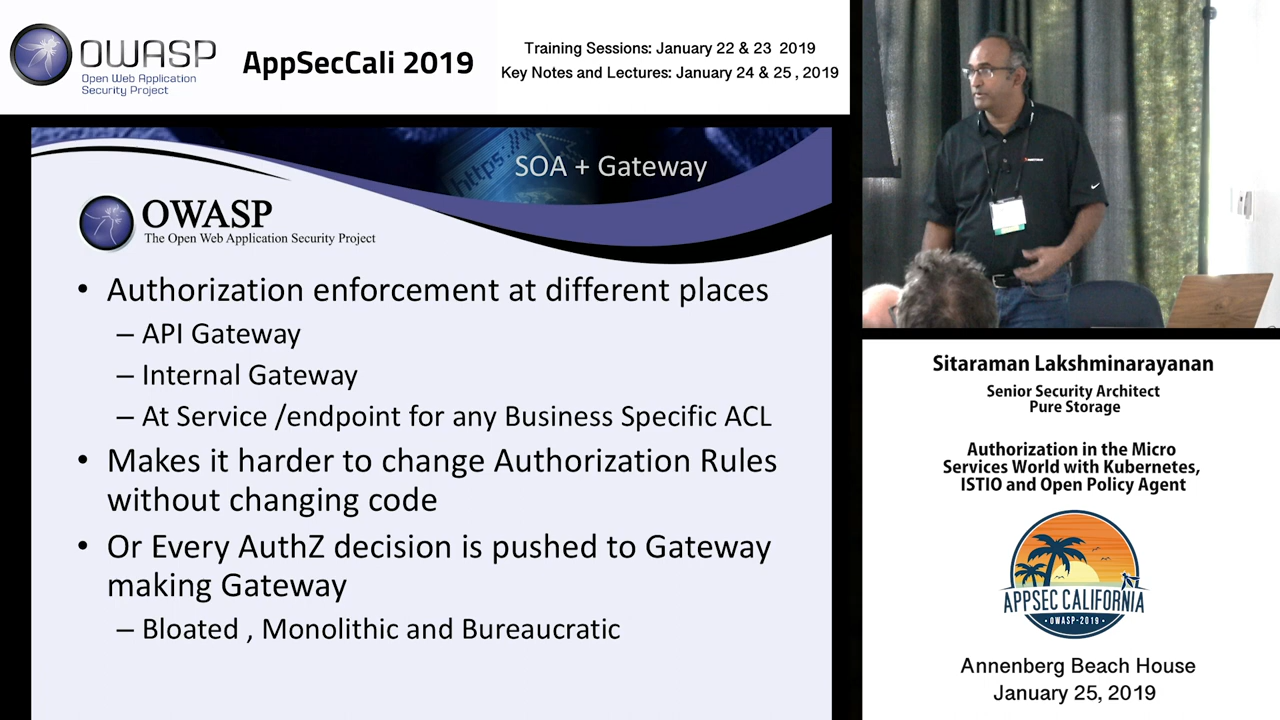 OWASP
Open Web Application
Security Project
AppSecCali 2019
Training Sessions: January 22 & 23 2019
Key Notes and Lectures: January 24 & 25 , 2019
https://
SOA + Gateway
OWASP
The Open Web Application Security Project
• Authorization enforcement at different places
– API Gateway
– Internal Gateway
– At Service /endpoint for any Business Specific ACL
• Makes it harder to change Authorization Rules
without changing code
• Or Every AuthZ decision is pushed to Gateway
making Gateway
– Bloated , Monolithic and Bureaucratic
Sitaraman Lakshminarayanan
Senior Security Architect
Pure Storage
Authorization in the Micro
Services World with Kubernetes,
ISTIO and Open Policy Agent
APPSEC CALIFORNIA
• OWASP-2019 •
Annenberg Beach House
January 25, 2019